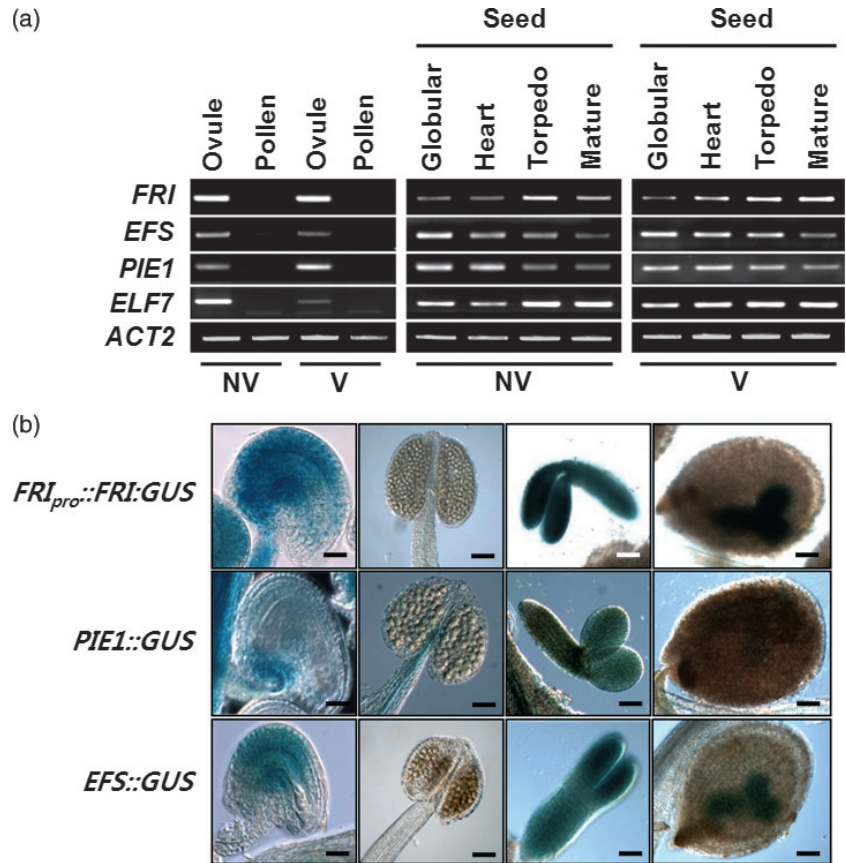 (a)
Seed Seed
Ovule Pollen Ovule Pollen Globular Heart Torpedo Mature Globular Heart Torpedo Mature
FRI
EFS
PIE1
ELF7
ACT2
NV V NV V
(b)
FRIpro::FRI:GUS
PIE1::GUS
EFS::GUS